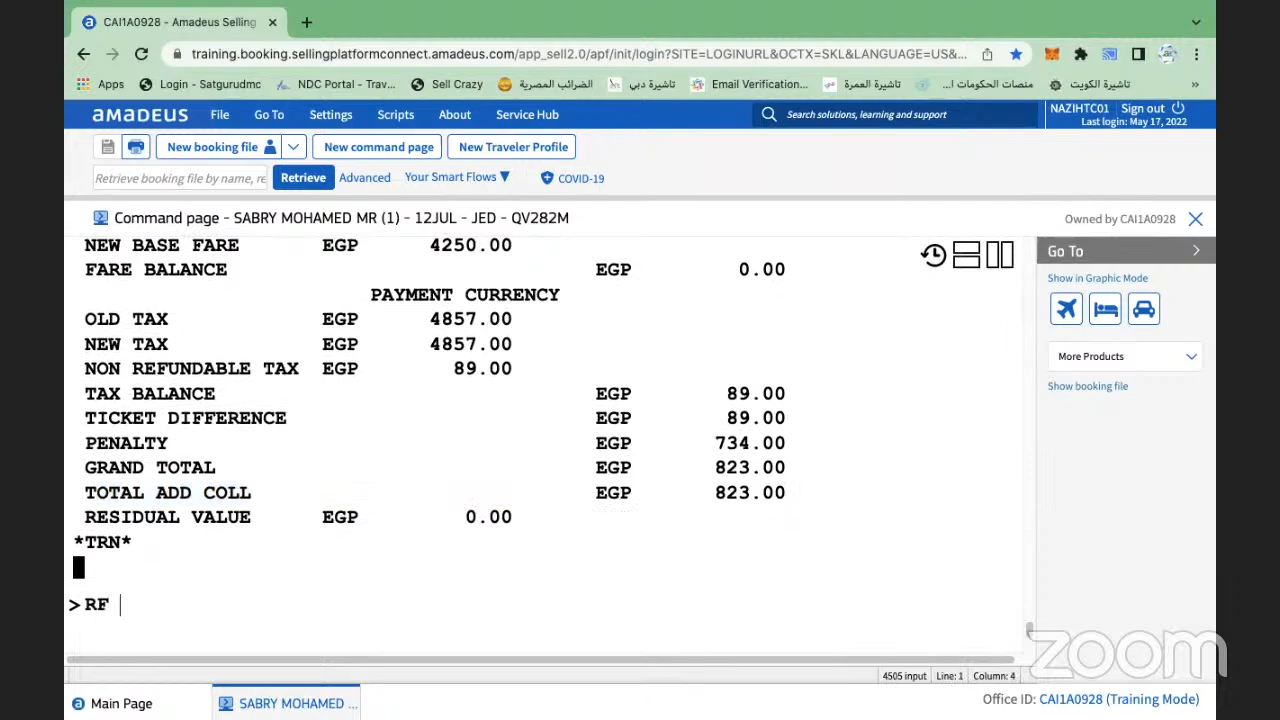 CAI1A0928 - Amadeus Selling
training.booking.sellingplatformconnect.amadeus.com/app_sell2.0/apf/init/login?SITE=LOGINURL&OCTX=SKL&LANGUAGE=US&...
Apps
Login - Satgurudmc
NDC Portal - Trav...
Sell Crazy
الضرائب المصرية
تاشيرة دبي
Email Verification...
تاشيرة العمرة
منصات الحكومات ا...
تاشيرة الكويت
»
amadeus
File
Go To
Settings
Scripts
About
Service Hub
Search solutions, learning and support
NAZIHTC01
Sign out
Last login: May 17, 2022
New booking file
New command page
New Traveler Profile
Retrieve booking file by name, re
Retrieve
Advanced
Your Smart Flows
COVID-19
Command page - SABRY MOHAMED MR (1) - 12JUL - JED - QV282M
Owned by CAI1A0928
NEW BASE FARE EGP 4250.00
FARE BALANCE EGP 0.00
PAYMENT CURRENCY
OLD TAX EGP 4857.00
NEW TAX EGP 4857.00
NON REFUNDABLE TAX EGP 89.00
TAX BALANCE EGP 89.00
TICKET DIFFERENCE EGP 89.00
PENALTY EGP 734.00
GRAND TOTAL EGP 823.00
TOTAL ADD COLL EGP 823.00
RESIDUAL VALUE EGP 0.00
*TRN*
> RF
Go To
Show in Graphic Mode
More Products
Show booking file
zoom
4505 input
Line: 1
Column: 4
Main Page
SABRY MOHAMED ...
Office ID: CAI1A0928 (Training Mode)